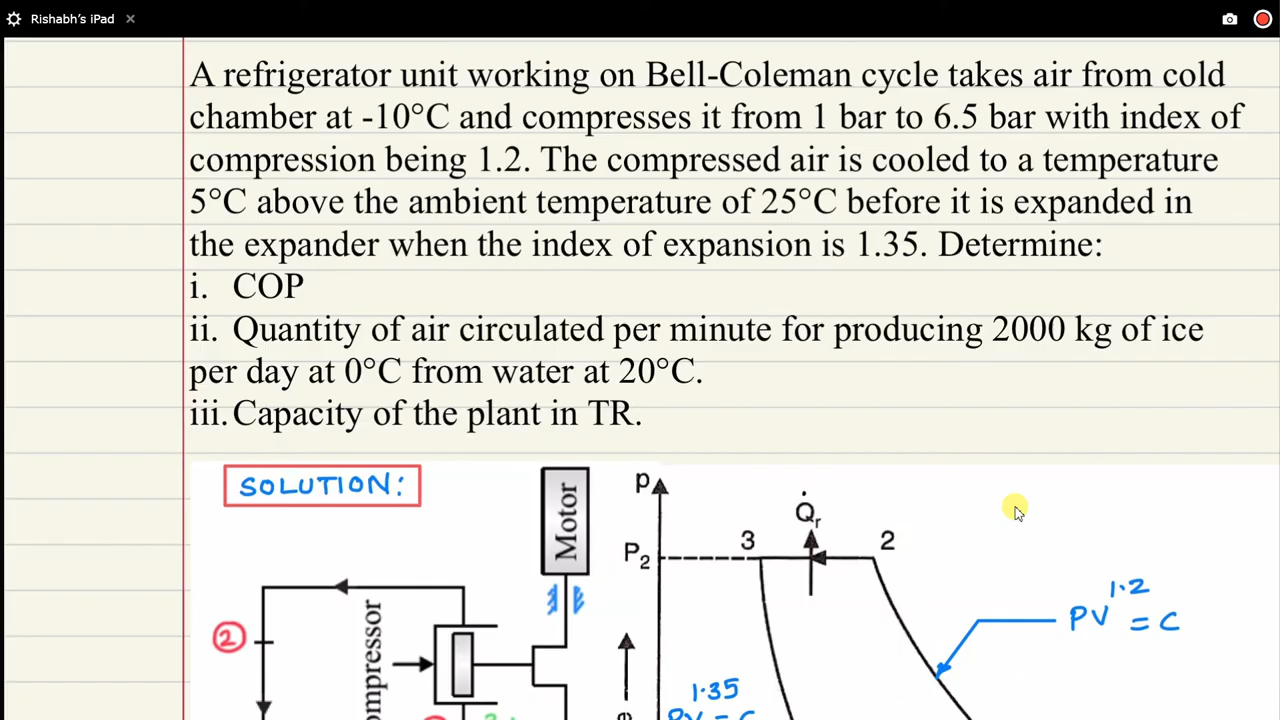 Rishabh's iPad
A refrigerator unit working on Bell-Coleman cycle takes air from cold
chamber at -10°C and compresses it from 1 bar to 6.5 bar with index of
compression being 1.2. The compressed air is cooled to a temperature
5°C above the ambient temperature of 25°C before it is expanded in
the expander when the index of expansion is 1.35. Determine:
i. COP
ii. Quantity of air circulated per minute for producing 2000 kg of ice
per day at 0°C from water at 20°C.
iii. Capacity of the plant in TR.
SOLUTION:
Motor
p
Q̇r
3
2
P2
PV^1.2 = C
2
1.35
PV = C